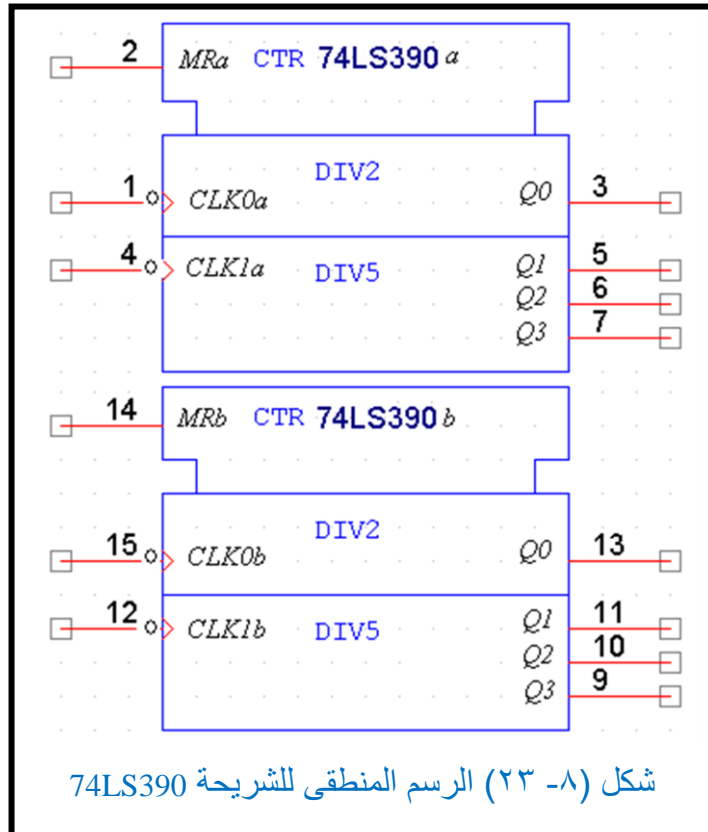 2 MRa CTR 74LS390 a
DIV2
1 CLK0a Q0 3
4 CLK1a DIV5 Q1 5
Q2 6
Q3 7
14 MRb CTR 74LS390 b
DIV2
15 CLK0b Q0 13
12 CLK1b DIV5 Q1 11
Q2 10
Q3 9
شكل (٨- ٢٣) الرسم المنطقى للشريحة 74LS390